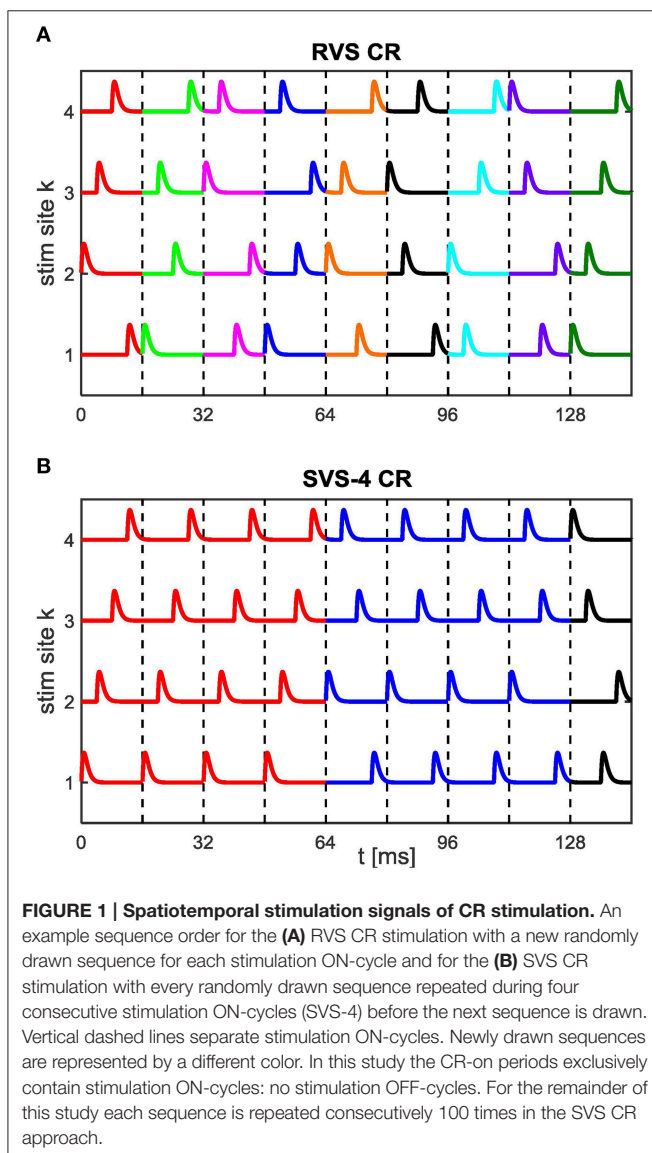 A
RVS CR
stim site k
4
3
2
1
0 32 64 96 128
B
SVS-4 CR
stim site k
4
3
2
1
0 32 64 96 128
t [ms]
FIGURE 1 | Spatiotemporal stimulation signals of CR stimulation. An
example sequence order for the (A) RVS CR stimulation with a new randomly
drawn sequence for each stimulation ON-cycle and for the (B) SVS CR
stimulation with every randomly drawn sequence repeated during four
consecutive stimulation ON-cycles (SVS-4) before the next sequence is drawn.
Vertical dashed lines separate stimulation ON-cycles. Newly drawn sequences
are represented by a different color. In this study the CR-on periods exclusively
contain stimulation ON-cycles: no stimulation OFF-cycles. For the remainder of
this study each sequence is repeated consecutively 100 times in the SVS CR
approach.